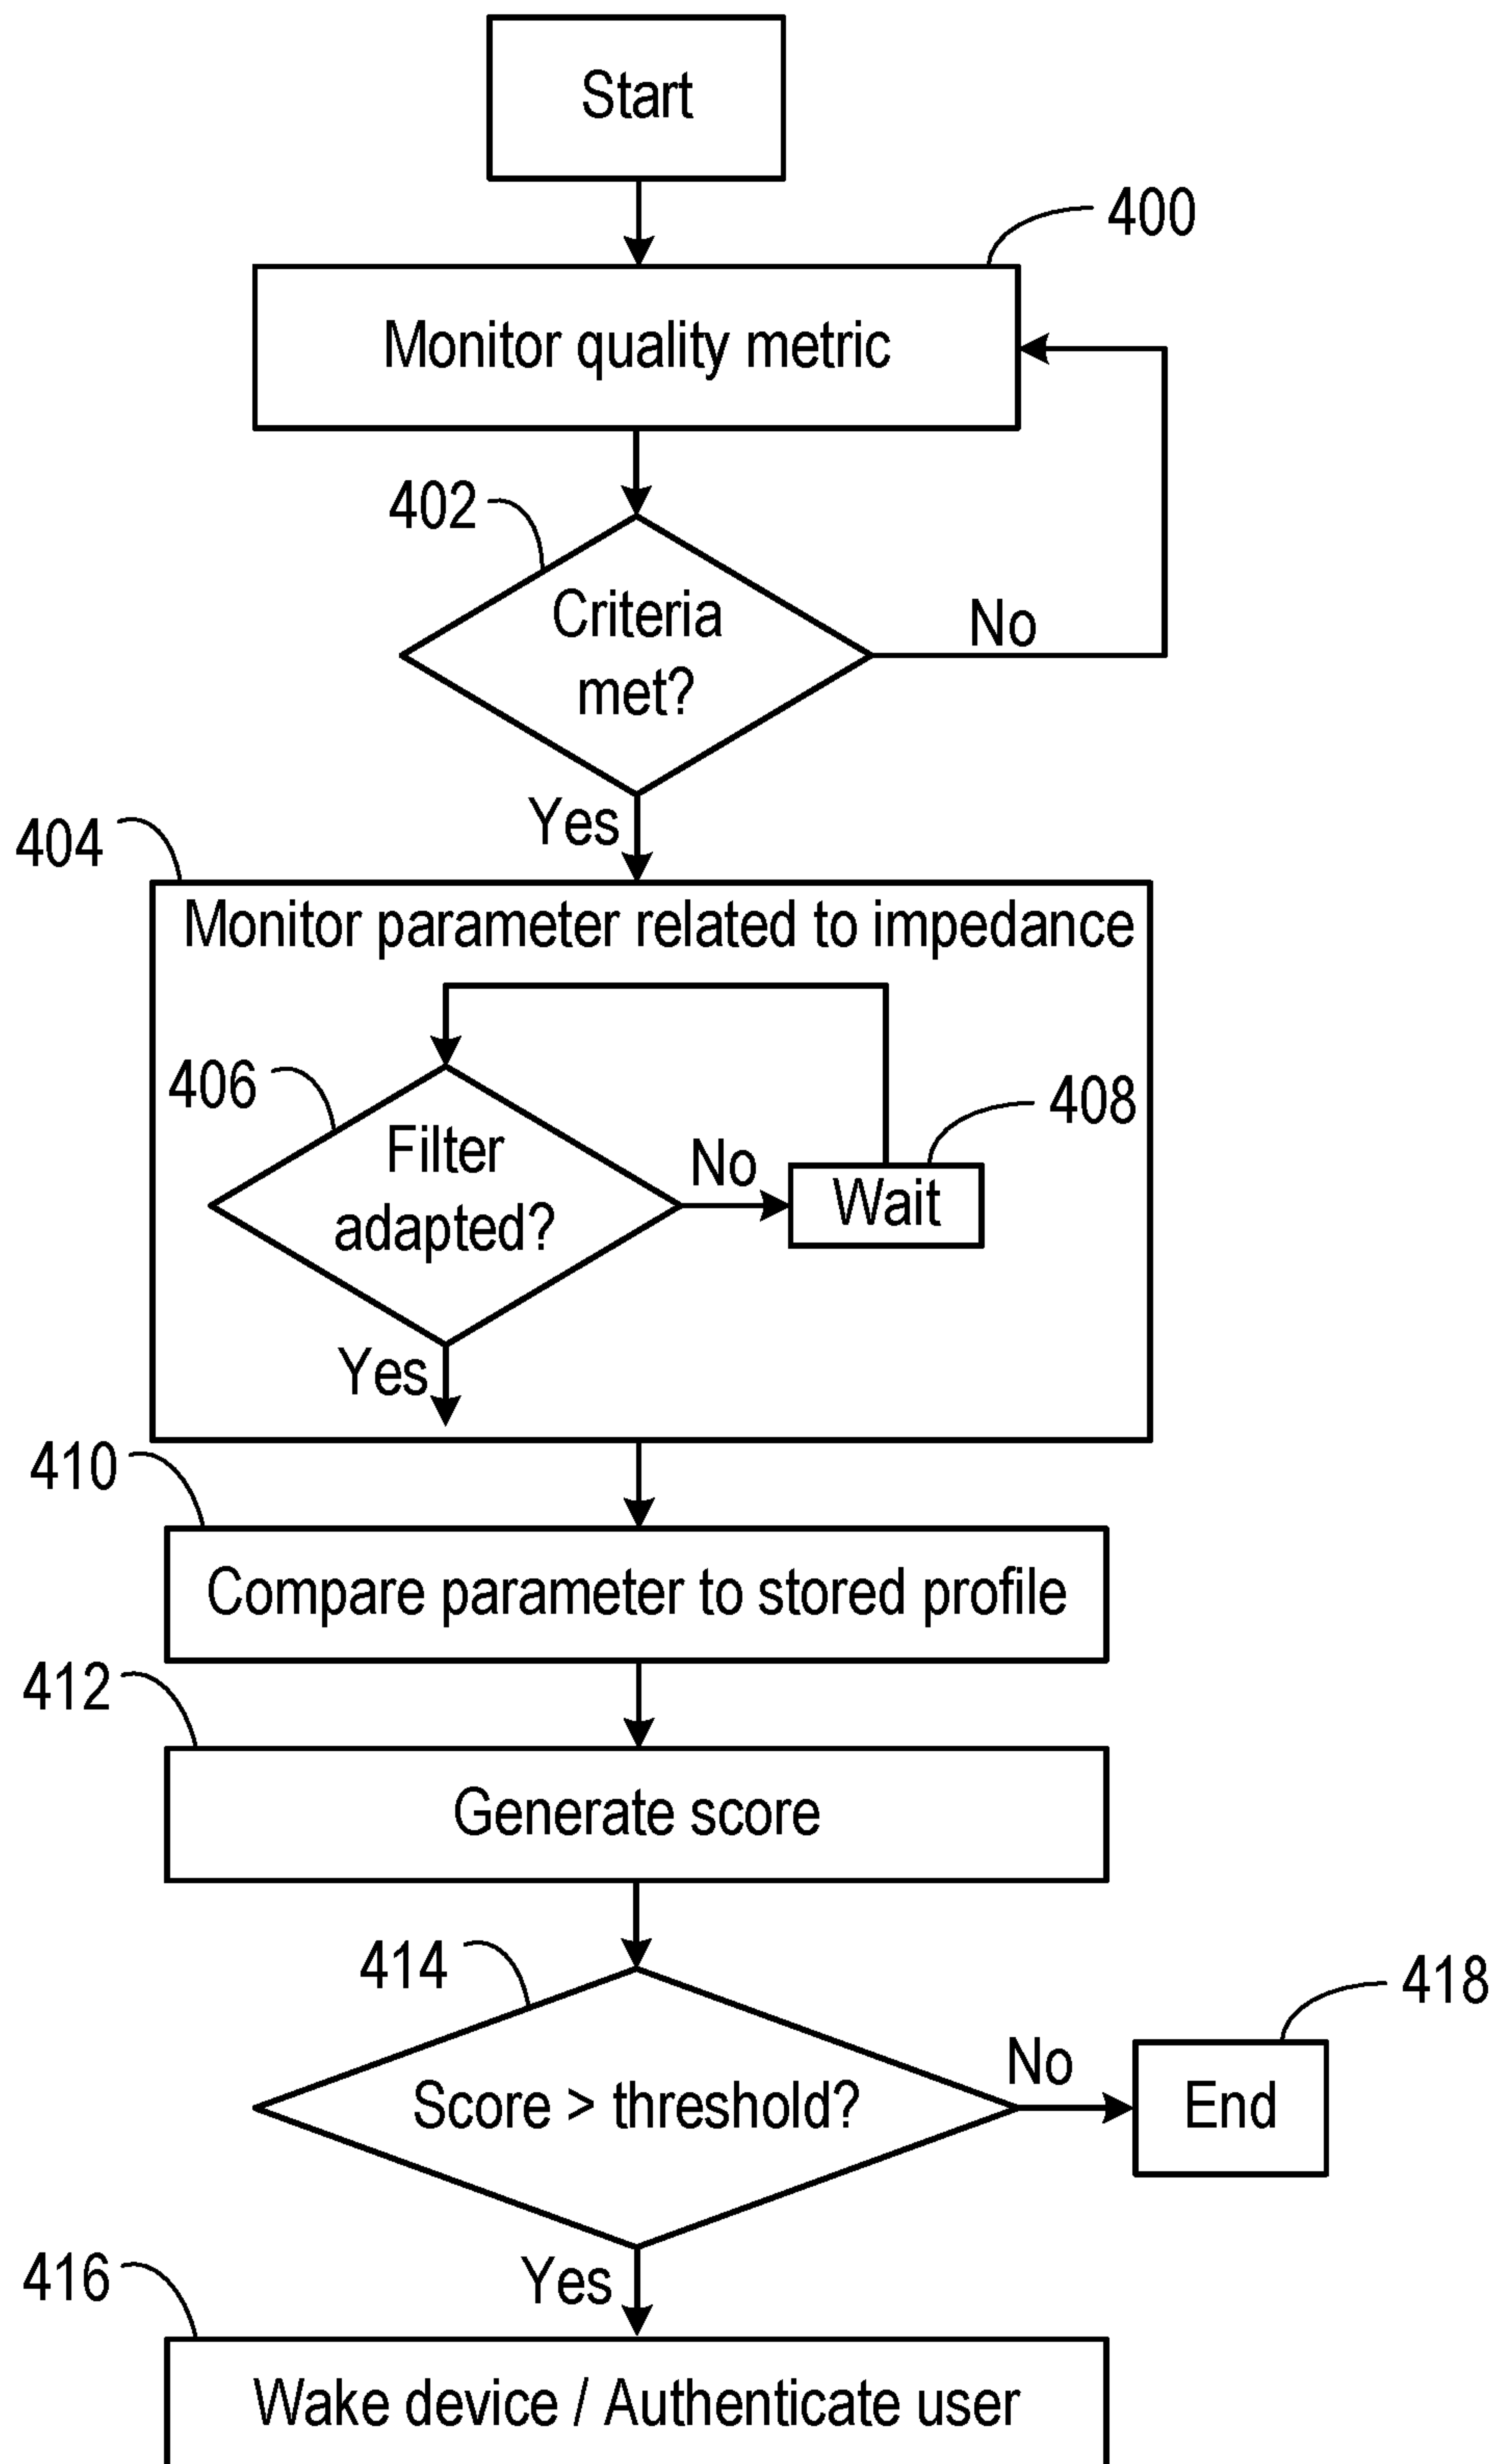 Start
400
Monitor quality metric
402
Criteria
met?
No
Yes
404
Monitor parameter related to impedance
406
Filter
adapted?
No
408
Wait
Yes
410
Compare parameter to stored profile
412
Generate score
414
Score > threshold?
No
418
End
Yes
416
Wake device / Authenticate user